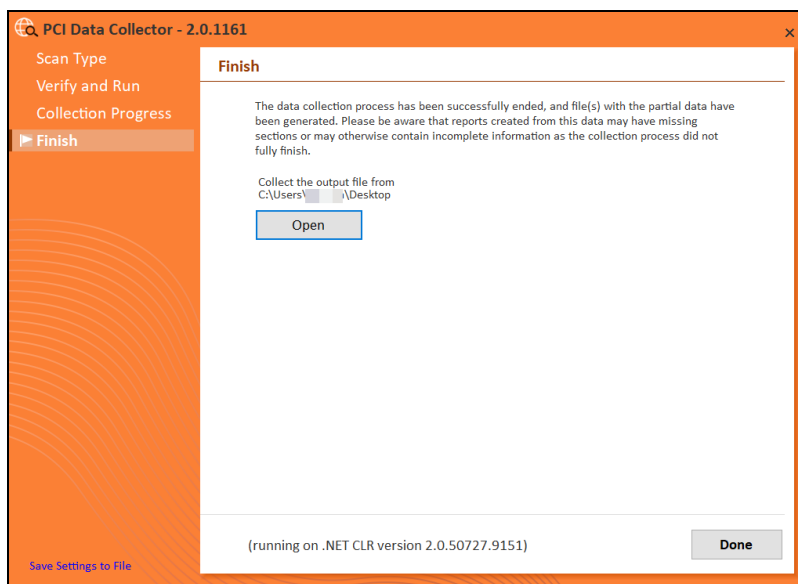 PCI Data Collector - 2.0.1161
×
Scan Type
Verify and Run
Collection Progress
Finish
Finish
The data collection process has been successfully ended, and file(s) with the partial data have
been generated. Please be aware that reports created from this data may have missing
sections or may otherwise contain incomplete information as the collection process did not
fully finish.
Collect the output file from
C:\Users\ \Desktop
Open
(running on .NET CLR version 2.0.50727.9151)
Done
Save Settings to File